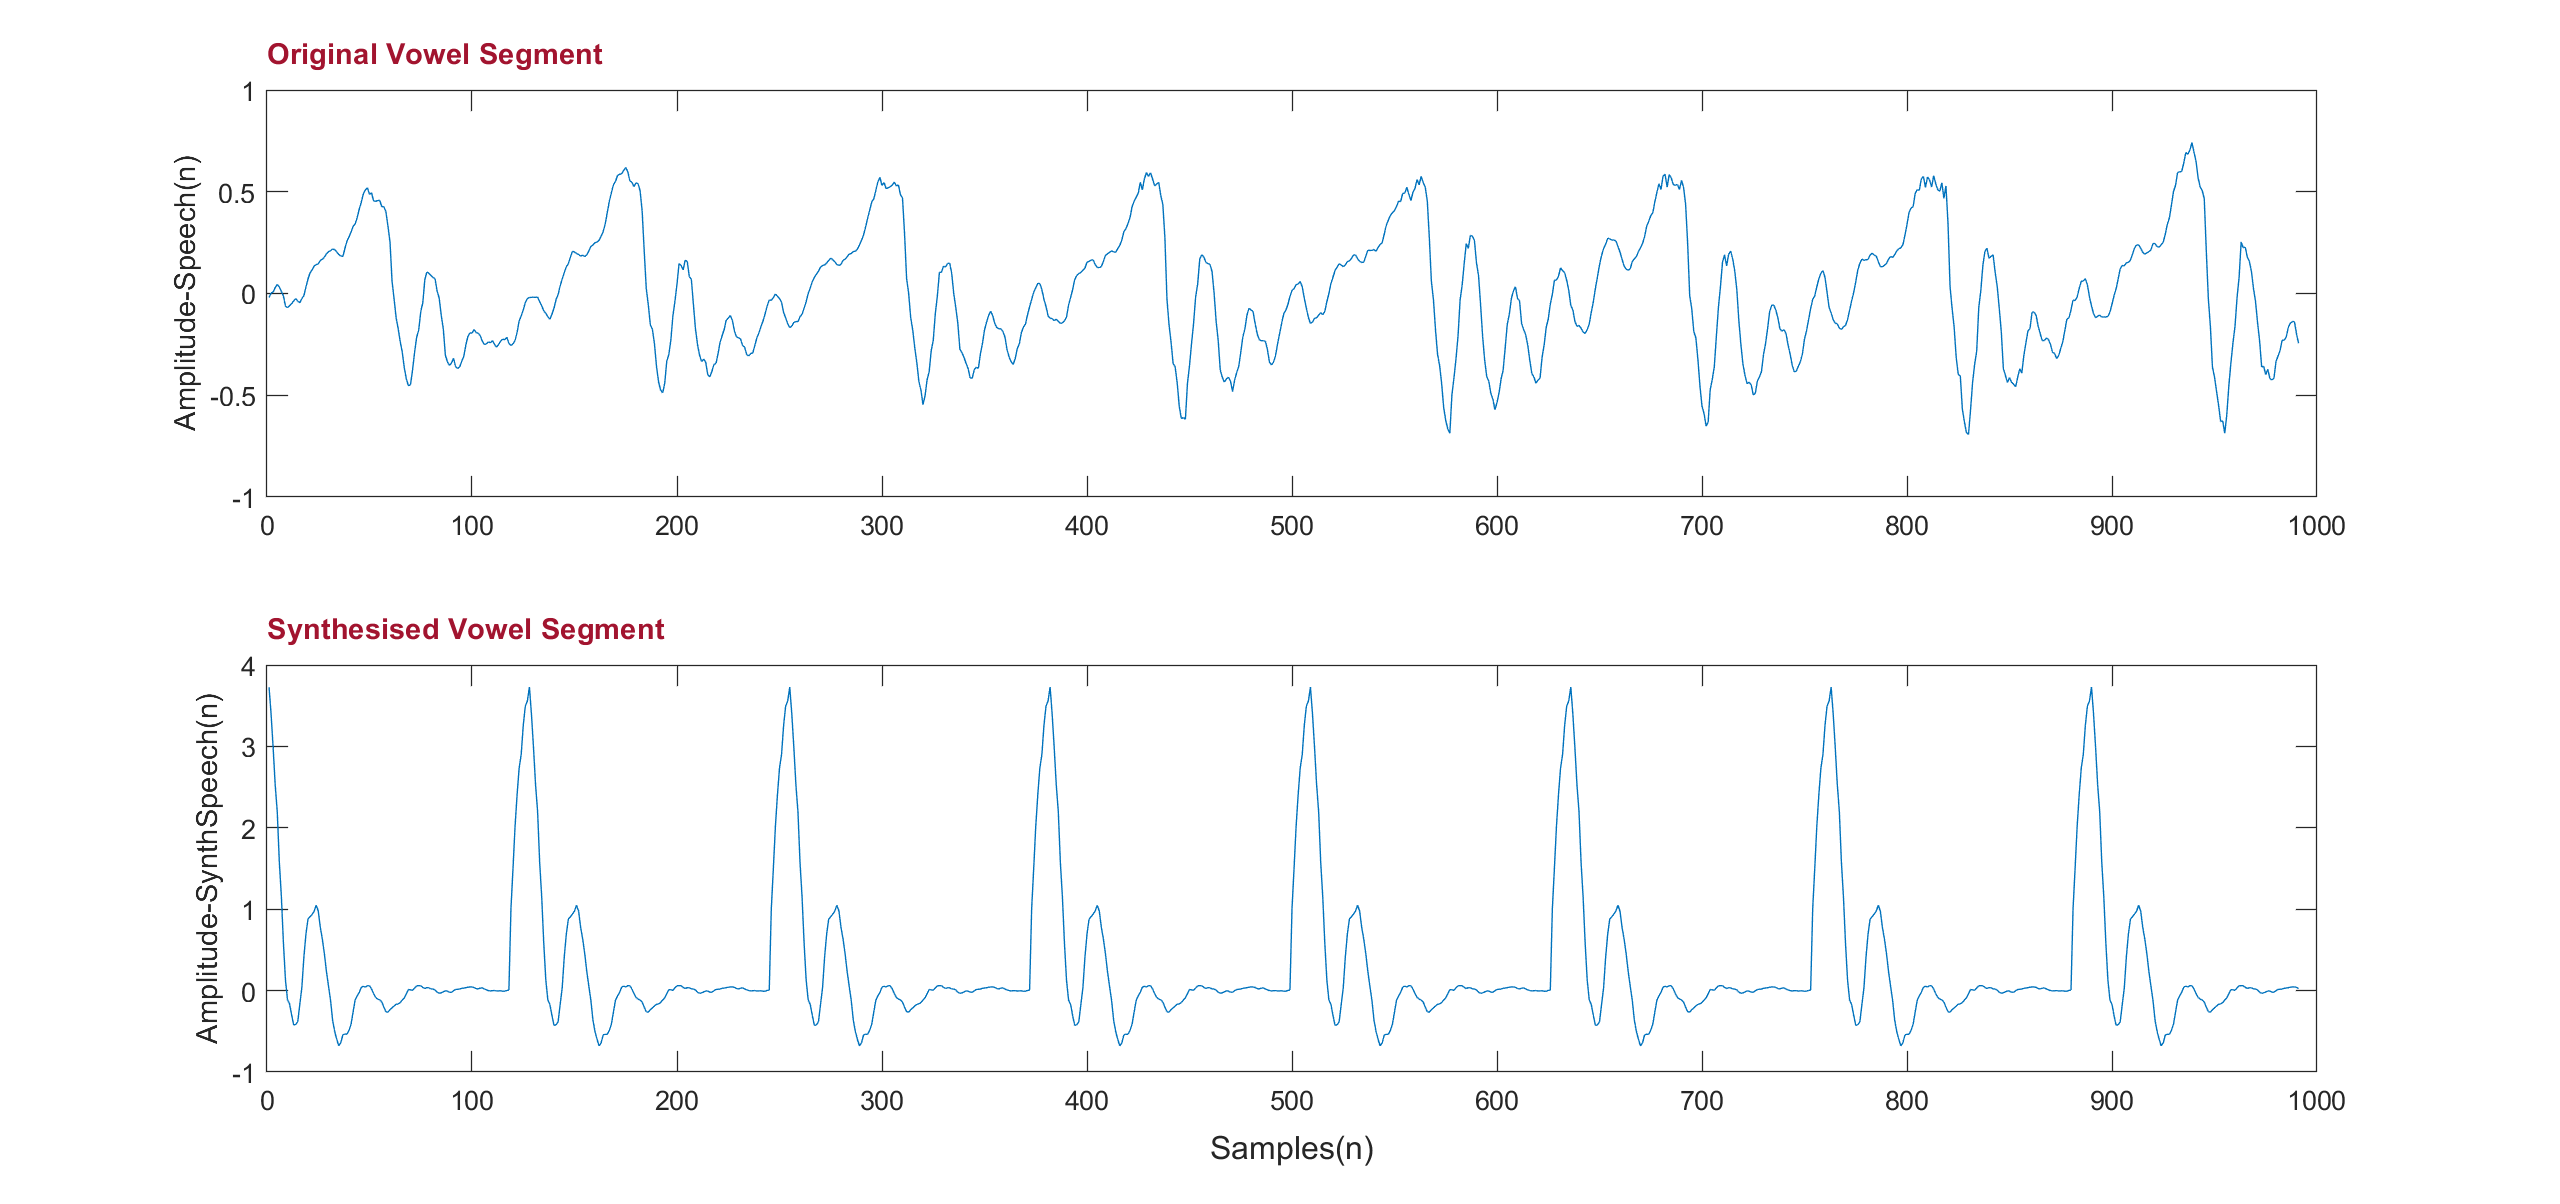 Original Vowel Segment
1
0.5
0
-0.5
-1
Amplitude-Speech(n)
0 100 200 300 400 500 600 700 800 900 1000
Synthesised Vowel Segment
4
3
2
1
0
-1
Amplitude-SynthSpeech(n)
0 100 200 300 400 500 600 700 800 900 1000
Samples(n)